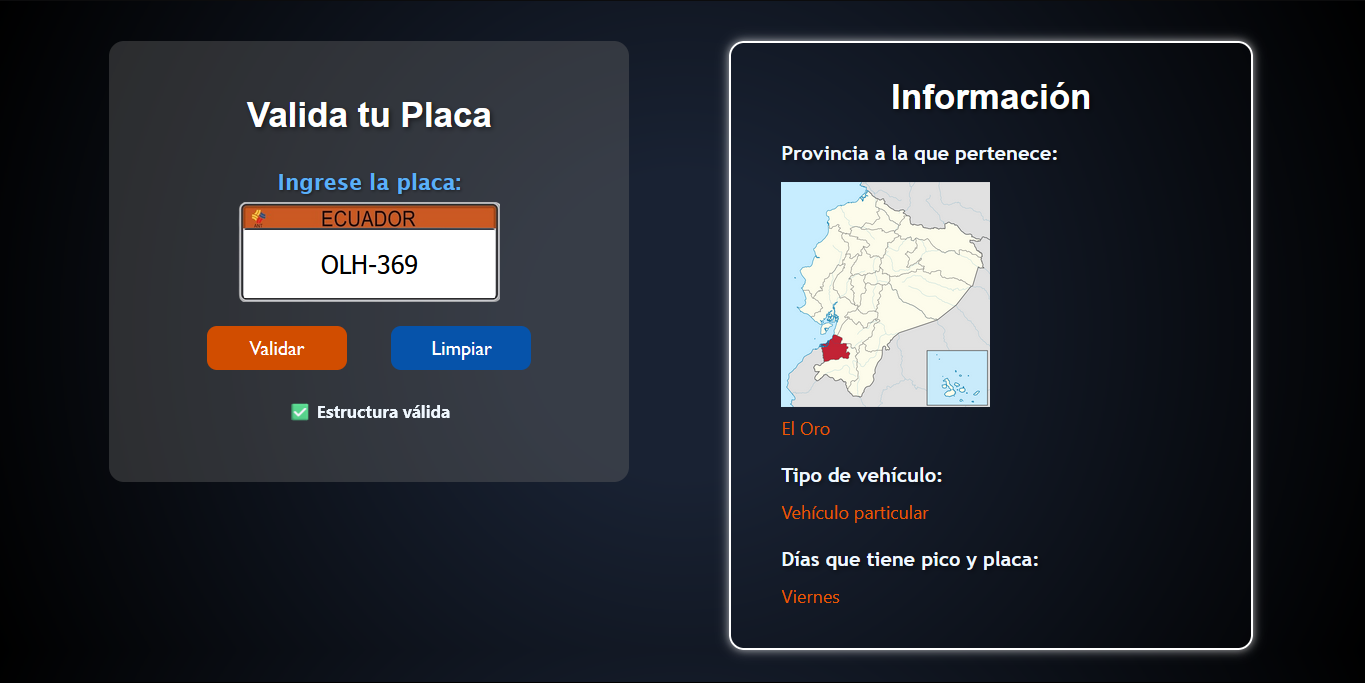 Valida tu Placa
Ingrese la placa:
ECUADOR
OLH-369
Validar
Limpiar
✅ Estructura válida
Información
Provincia a la que pertenece:
El Oro
Tipo de vehículo:
Vehículo particular
Días que tiene pico y placa:
Viernes